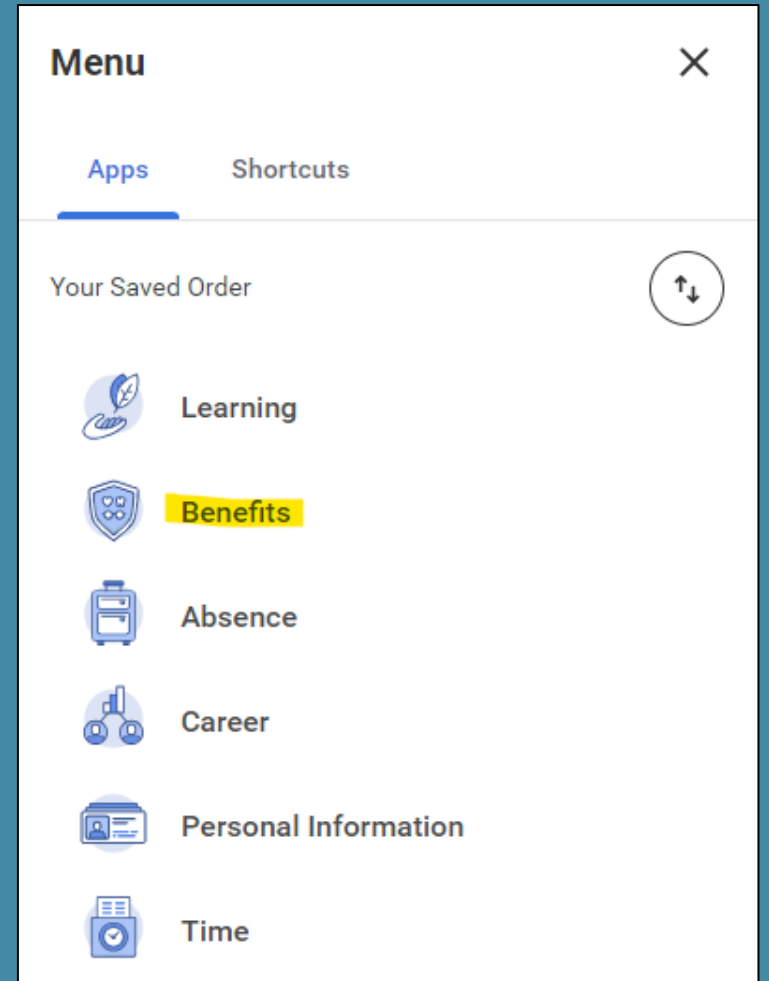 Menu
Apps Shortcuts
Your Saved Order
Learning
Benefits
Absence
Career
Personal Information
Time